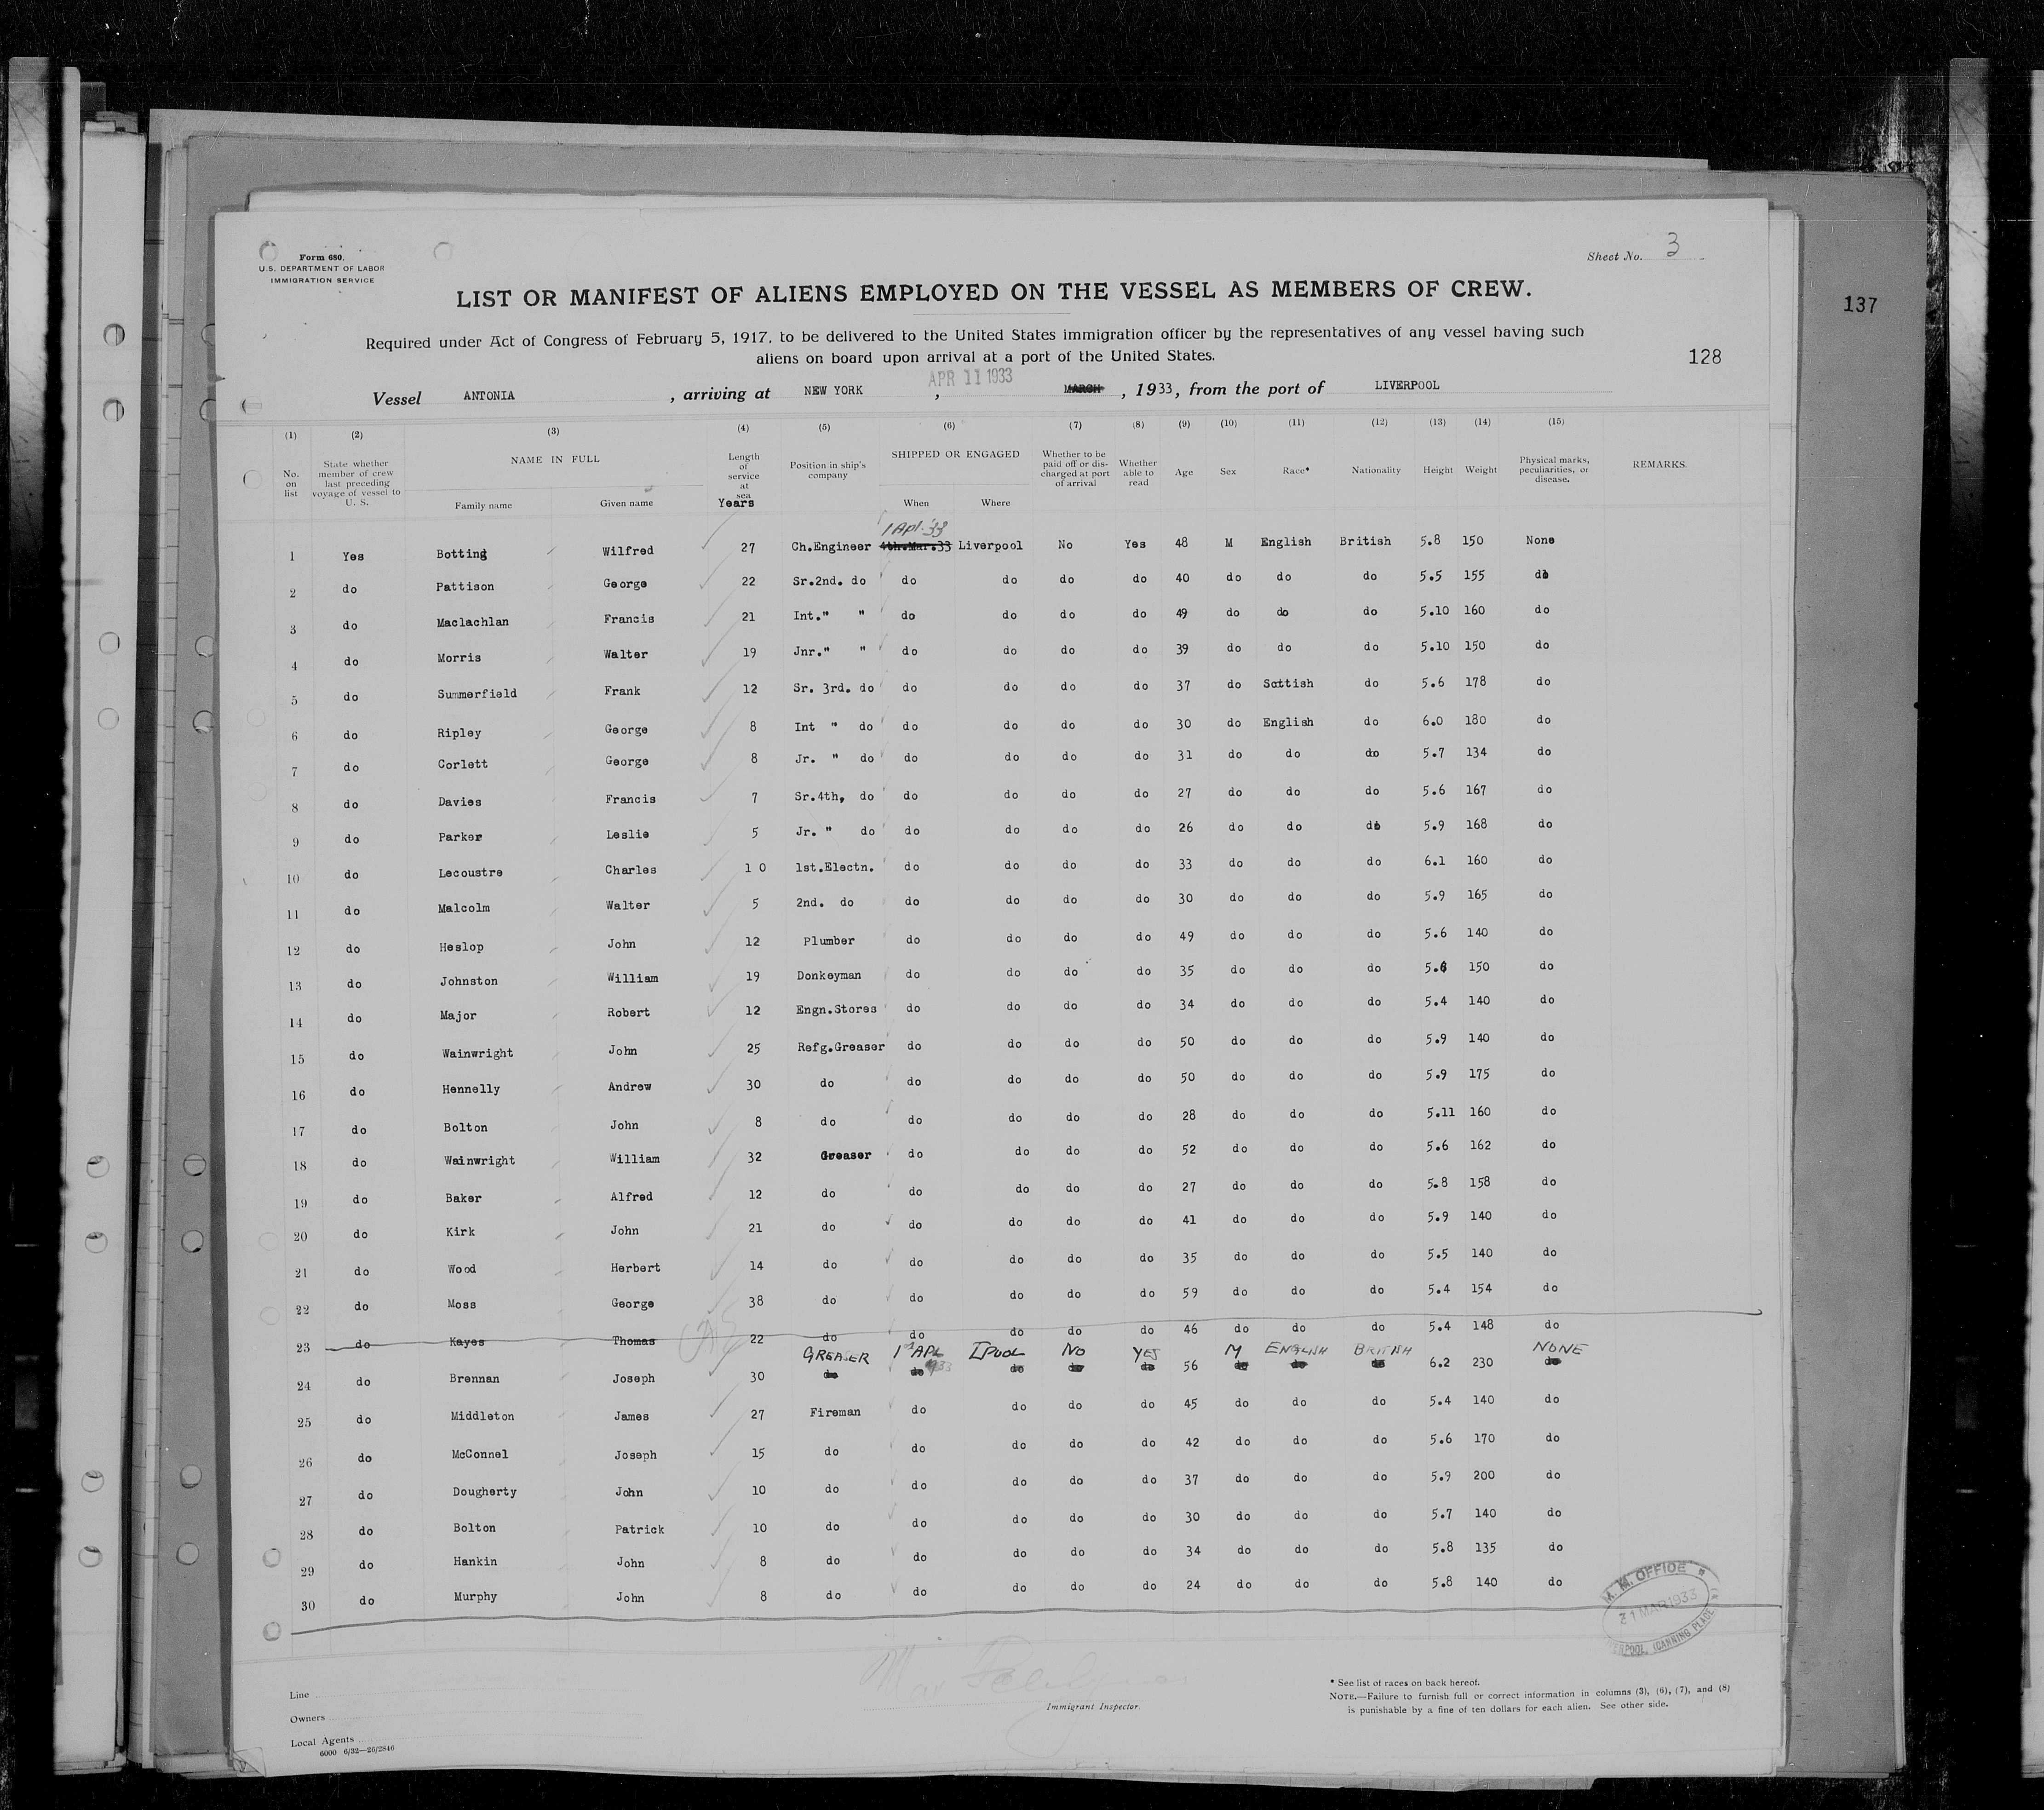 Form 680.
U.S. DEPARTMENT OF LABOR
IMMIGRATION SERVICE
Sheet No. 3
LIST OR MANIFEST OF ALIENS EMPLOYED ON THE VESSEL AS MEMBERS OF CREW.
137
Required under Act of Congress of February 5, 1917, to be delivered to the United States immigration officer by the representatives of any vessel having such
aliens on board upon arrival at a port of the United States.
128
Vessel ANTONIA, arriving at NEW YORK, APR 11 1933 MARCH, 1933, from the port of LIVERPOOL
(1) (2) (3) (4) (5) (6) (7) (8) (9) (10) (11) (12) (13) (14) (15)
No. on list State whether member of crew last preceding voyage of vessel to U. S. NAME IN FULL Family name Given name Length of service at sea Years Position in ship's company SHIPPED OR ENGAGED When Where Whether to be paid off or discharged at port of arrival Whether able to read Age Sex Race* Nationality Height Weight Physical marks, peculiarities, or disease. REMARKS.
1 Apl. 33
1 Yes Botting Wilfred 27 Ch.Engineer 4th.Mar.33 Liverpool No Yes 48 M English British 5.8 150 None
2 do Pattison George 22 Sr.2nd. do do do do do 40 do do do 5.5 155 do
3 do Maclachlan Francis 21 Int." " do do do do 49 do do do 5.10 160 do
4 do Morris Walter 19 Jnr." " do do do do 39 do do do 5.10 150 do
5 do Summerfield Frank 12 Sr. 3rd. do do do do do 37 do Scttish do 5.6 178 do
6 do Ripley George 8 Int " do do do do do 30 do English do 6.0 180 do
7 do Corlett George 8 Jr. " do do do do do 31 do do do 5.7 134 do
8 do Davies Francis 7 Sr.4th, do do do do do 27 do do do 5.6 167 do
9 do Parker Leslie 5 Jr. " do do do do do 26 do do do 5.9 168 do
10 do Lecoustre Charles 1 0 1st.Electn. do do do do 33 do do do 6.1 160 do
11 do Malcolm Walter 5 2nd. do do do do do 30 do do do 5.9 165 do
12 do Heslop John 12 Plumber do do do do 49 do do do 5.6 140 do
13 do Johnston William 19 Donkeyman do do do do 35 do do do 5.6 150 do
14 do Major Robert 12 Engn.Stores do do do do 34 do do do 5.4 140 do
15 do Wainwright John 25 Refg.Greaser do do do do 50 do do do 5.9 140 do
16 do Hennelly Andrew 30 do do do do do 50 do do do 5.9 175 do
17 do Bolton John 8 do do do do do 28 do do do 5.11 160 do
18 do Wainwright William 32 Greaser do do do do 52 do do do 5.6 162 do
19 do Baker Alfred 12 do do do do do 27 do do do 5.8 158 do
20 do Kirk John 21 do do do do do 41 do do do 5.9 140 do
21 do Wood Herbert 14 do do do do do 35 do do do 5.5 140 do
22 do Moss George 38 do do do do do 59 do do do 5.4 154 do
23 do Kayes Thomas 22 do do do do do 46 do do do 5.4 148 do
GREASER 1st APL 1933 L'POOL NO YES M ENGLISH BRITISH NONE
24 do Brennan Joseph 30 do do do do do 56 do do do 6.2 230 do
25 do Middleton James 27 Fireman do do do do 45 do do do 5.4 140 do
26 do McConnel Joseph 15 do do do do do 42 do do do 5.6 170 do
27 do Dougherty John 10 do do do do do 37 do do do 5.9 200 do
28 do Bolton Patrick 10 do do do do do 30 do do do 5.7 140 do
29 do Hankin John 8 do do do do do 34 do do do 5.8 135 do
30 do Murphy John 8 do do do do do 24 do do do 5.8 140 do
M. OFFICE
31 MAR 1933
CANNING PLACE
Line
Owners
Local Agents
6000 6/32—26/2846
Immigrant Inspector.
* See list of races on back hereof.
NOTE.—Failure to furnish full or correct information in columns (3), (6), (7), and (8)
is punishable by a fine of ten dollars for each alien. See other side.